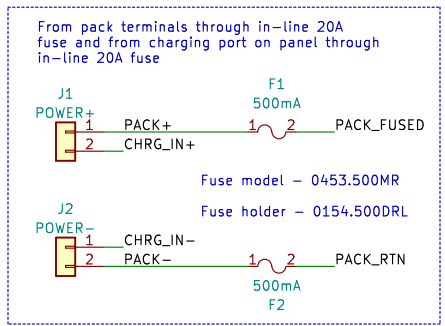 From pack terminals through in-line 20A
fuse and from charging port on panel through
in-line 20A fuse
F1
500mA
J1
POWER+
1 PACK+ 1 2 PACK_FUSED
2 CHRG_IN+
Fuse model - 0453.500MR
Fuse holder - 0154.500DRL
J2
POWER-
1 CHRG_IN-
2 PACK- 1 2 PACK_RTN
500mA
F2